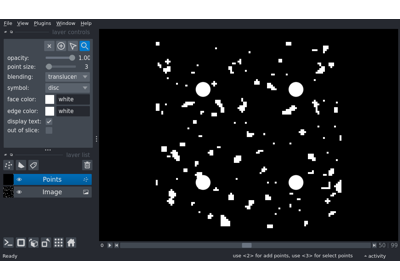 File View Plugins Window Help
layer controls
opacity: 1.00
point size: 3
blending: translucen
symbol: disc
face color: white
edge color: white
display text:
out of slice:
layer list
Points
Image
0 50 99
Ready use <2> for add points, use <3> for select points activity